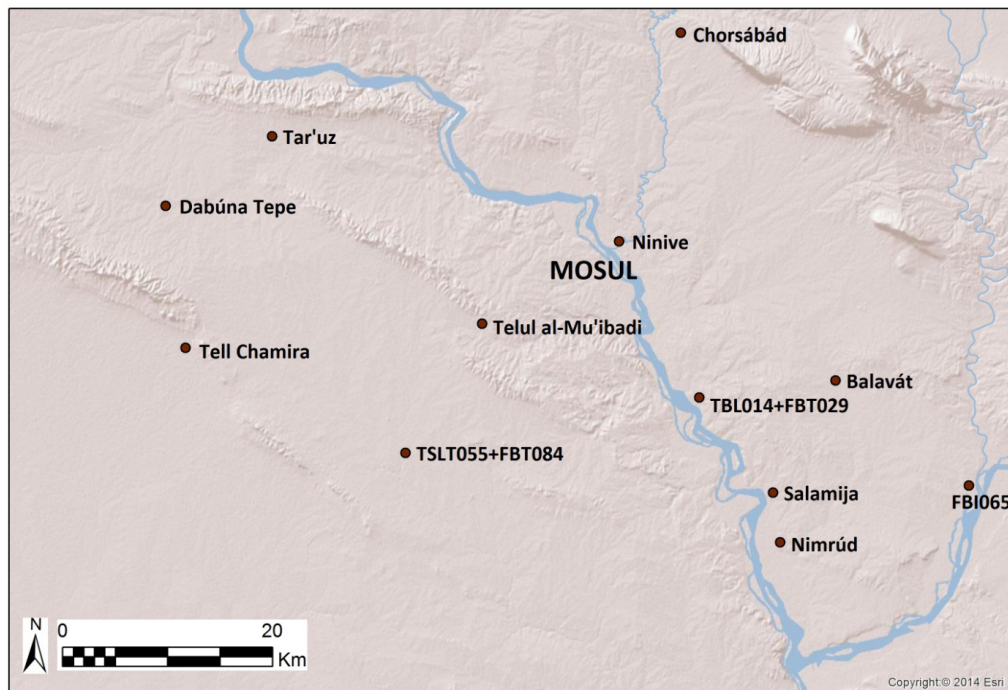 Chorsábád
Tar'uz
Dabúna Tepe
Ninive
MOSUL
Telul al-Mu'ibadi
Tell Chamira
Balavát
TBL014+FBT029
TSLT055+FBT084
Salamija
FBI065
Nimrúd
N
0 20
Km
Copyright:© 2014 Esri